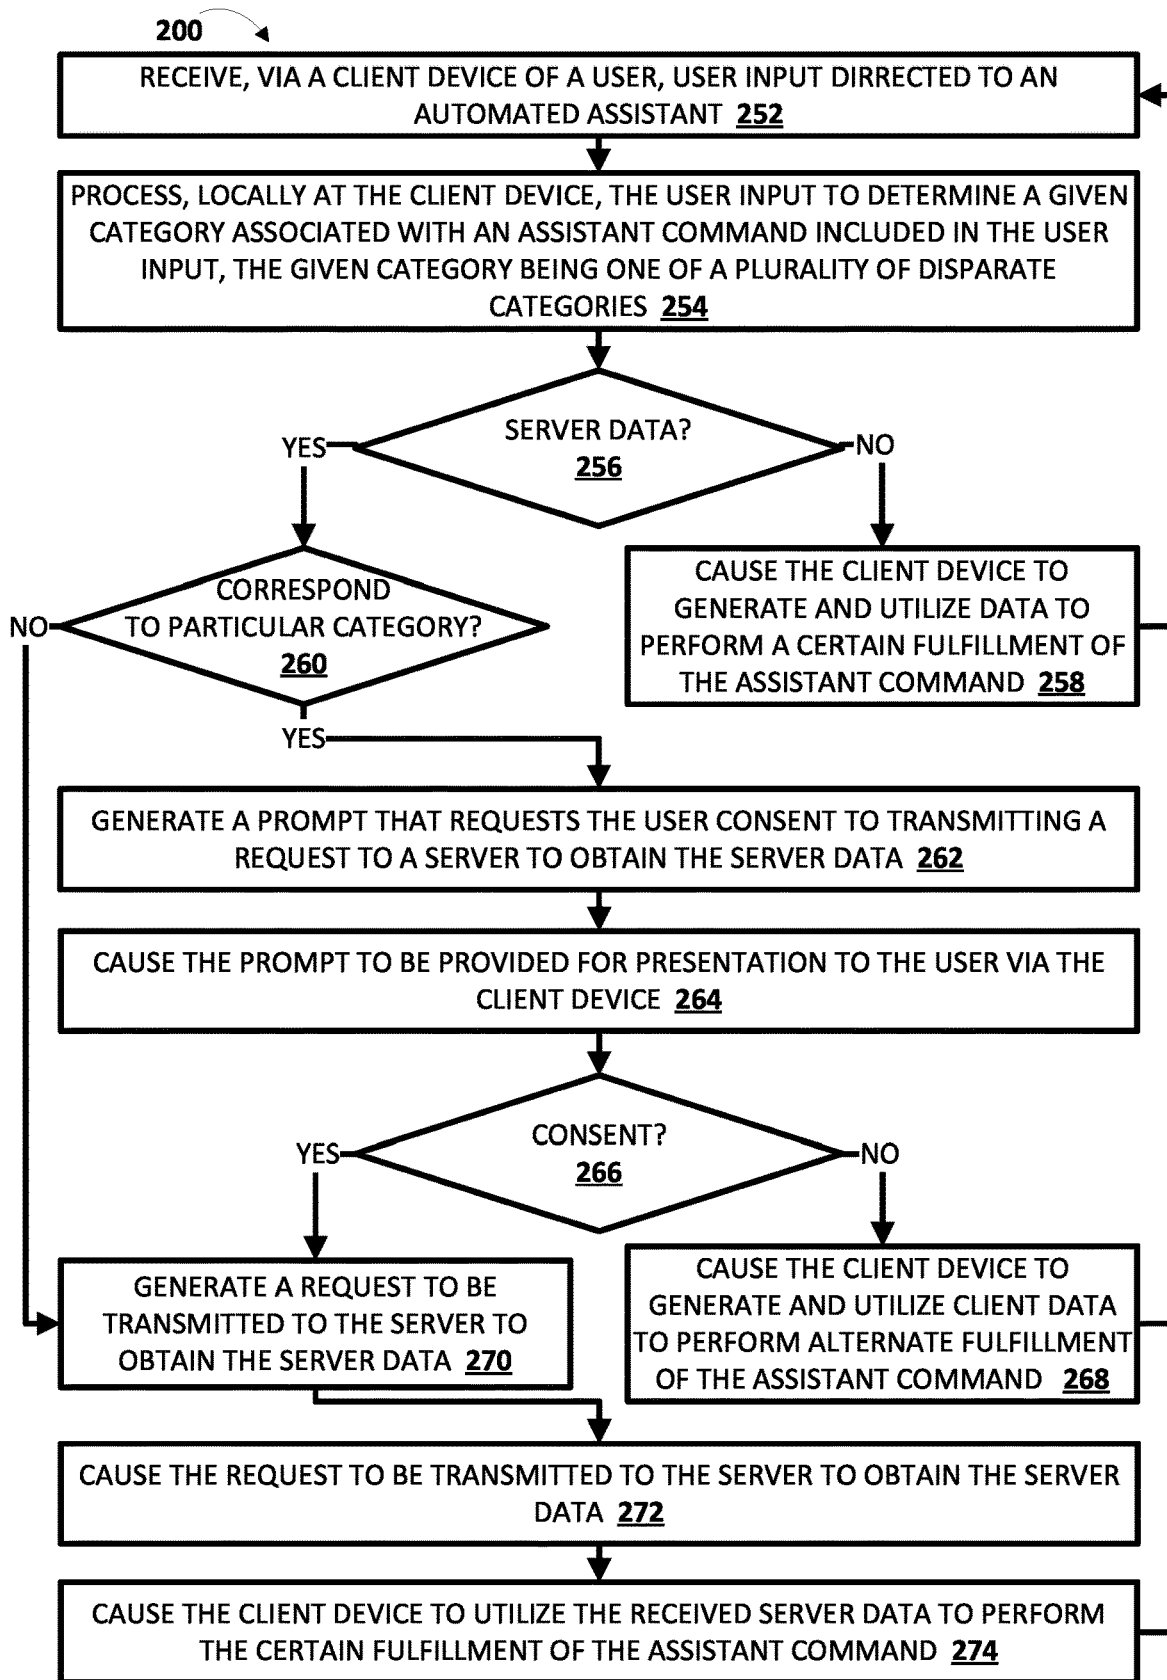 200
RECEIVE, VIA A CLIENT DEVICE OF A USER, USER INPUT DIRRECTED TO AN
AUTOMATED ASSISTANT 252
PROCESS, LOCALLY AT THE CLIENT DEVICE, THE USER INPUT TO DETERMINE A GIVEN
CATEGORY ASSOCIATED WITH AN ASSISTANT COMMAND INCLUDED IN THE USER
INPUT, THE GIVEN CATEGORY BEING ONE OF A PLURALITY OF DISPARATE
CATEGORIES 254
SERVER DATA?
256
YES
NO
CORRESPOND
TO PARTICULAR CATEGORY?
260
NO
YES
CAUSE THE CLIENT DEVICE TO
GENERATE AND UTILIZE DATA TO
PERFORM A CERTAIN FULFILLMENT OF
THE ASSISTANT COMMAND 258
GENERATE A PROMPT THAT REQUESTS THE USER CONSENT TO TRANSMITTING A
REQUEST TO A SERVER TO OBTAIN THE SERVER DATA 262
CAUSE THE PROMPT TO BE PROVIDED FOR PRESENTATION TO THE USER VIA THE
CLIENT DEVICE 264
CONSENT?
266
YES
NO
GENERATE A REQUEST TO BE
TRANSMITTED TO THE SERVER TO
OBTAIN THE SERVER DATA 270
CAUSE THE CLIENT DEVICE TO
GENERATE AND UTILIZE CLIENT DATA
TO PERFORM ALTERNATE FULFILLMENT
OF THE ASSISTANT COMMAND 268
CAUSE THE REQUEST TO BE TRANSMITTED TO THE SERVER TO OBTAIN THE SERVER
DATA 272
CAUSE THE CLIENT DEVICE TO UTILIZE THE RECEIVED SERVER DATA TO PERFORM
THE CERTAIN FULFILLMENT OF THE ASSISTANT COMMAND 274